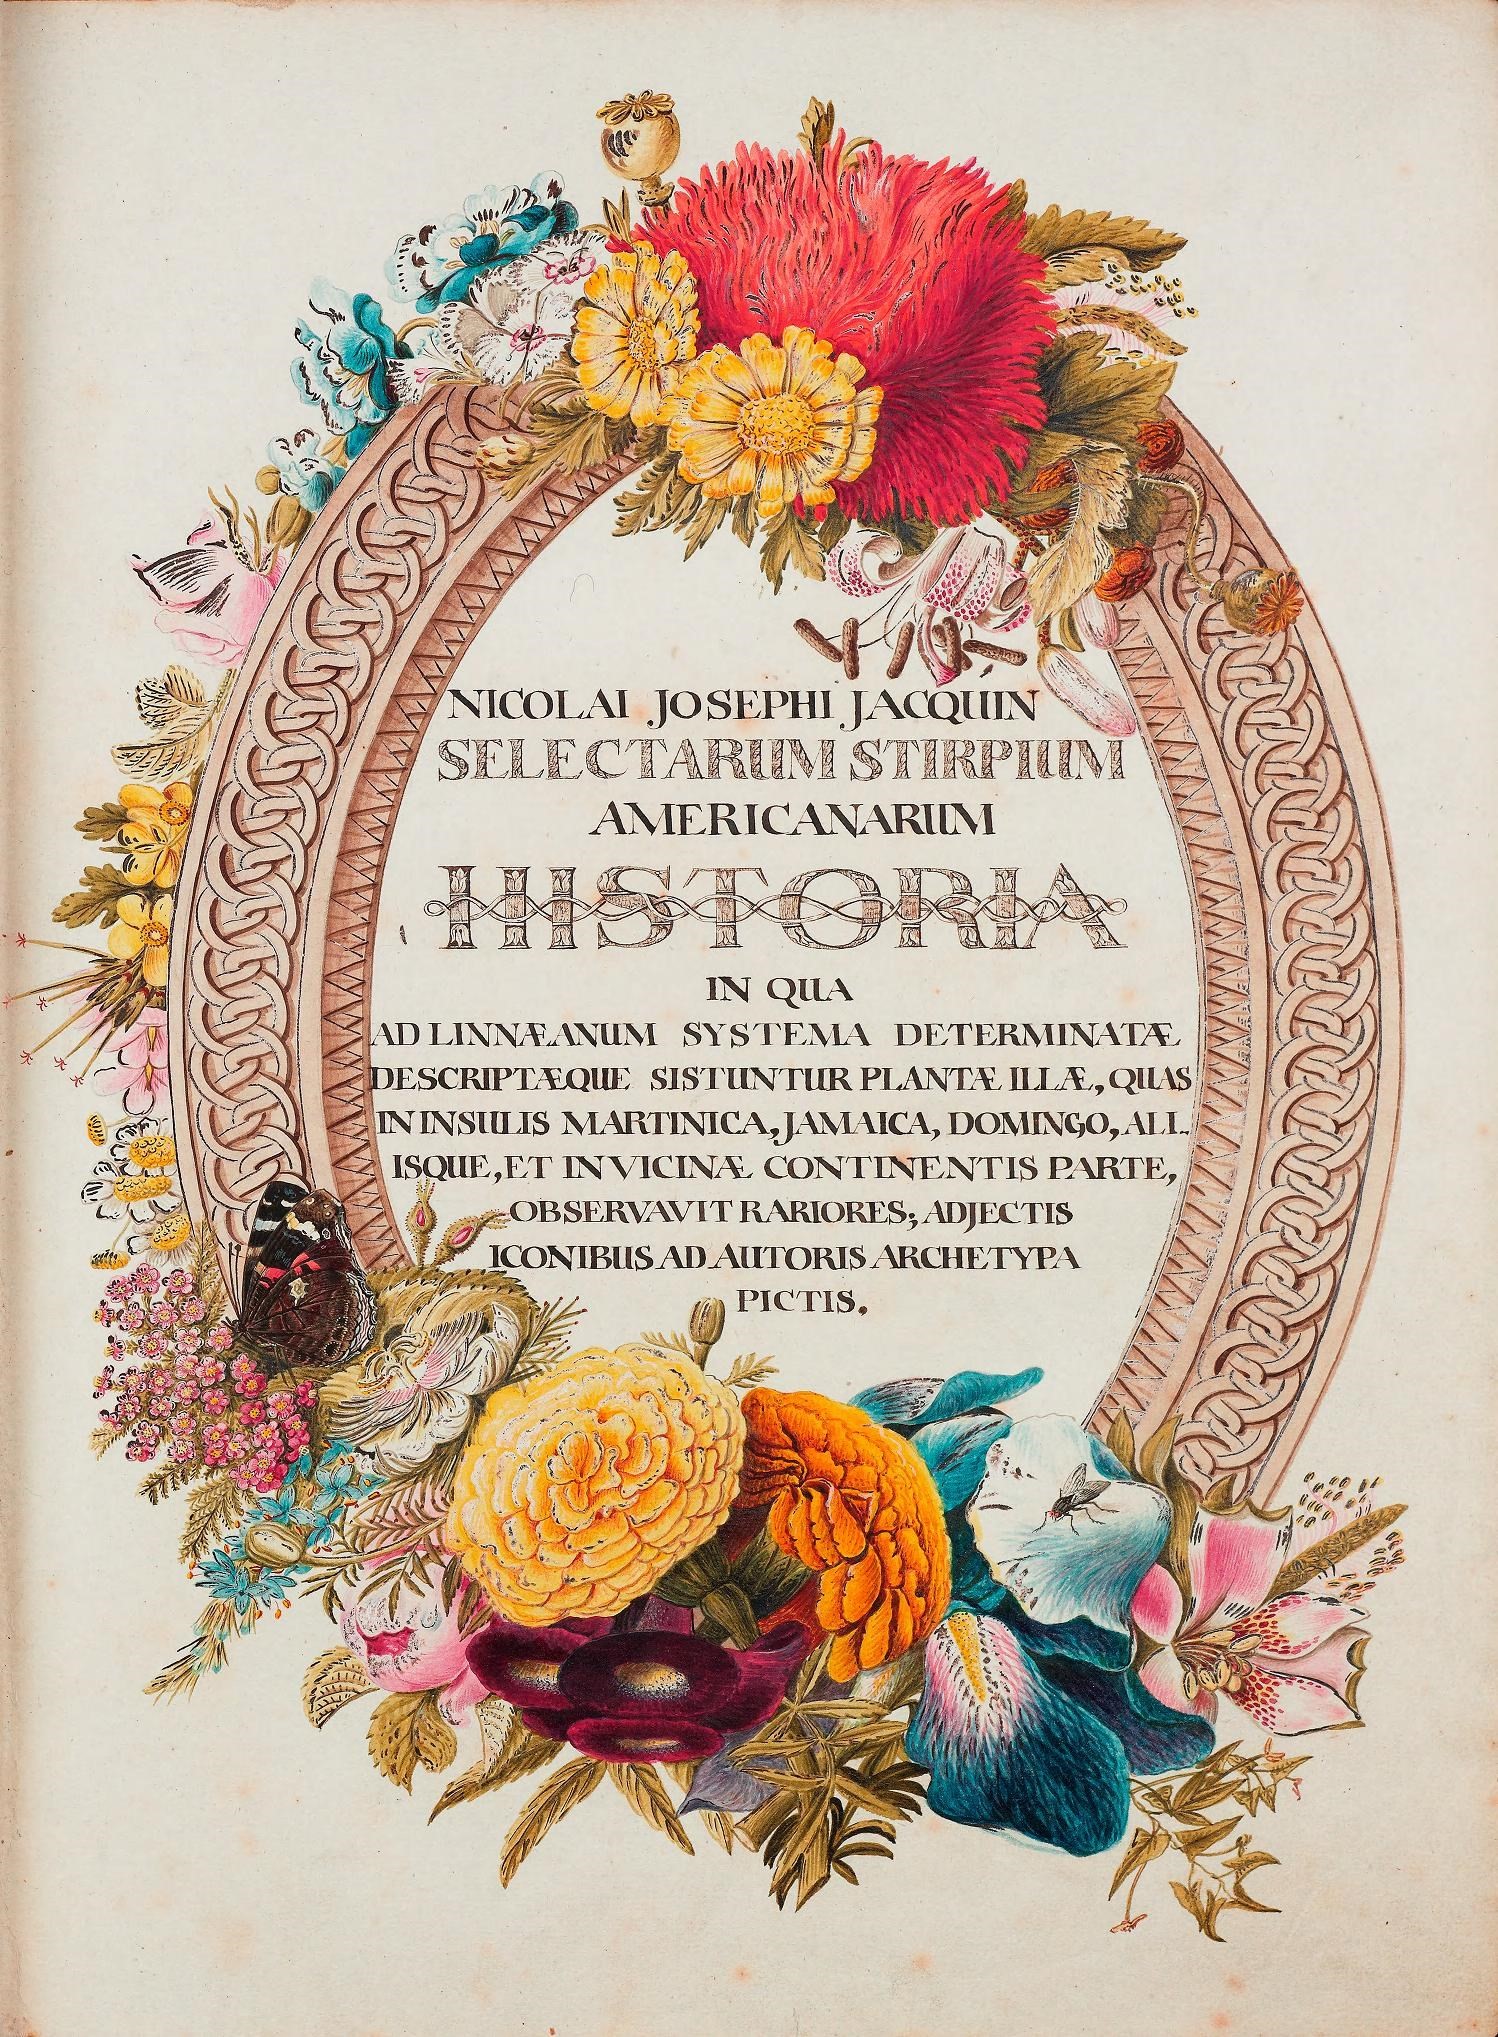 NICOLAI JOSEPHI JACQUIN
SELECTARUM STIRPIUM
AMERICANARUM
HISTORIA
IN QUA
AD LINNÆANUM SYSTEMA DETERMINATÆ
DESCRIPTÆQUE SISTUNTUR PLANTÆ ILLÆ, QUAS
IN INSULIS MARTINICA, JAMAICA, DOMINGO, ALI-
ISQUE, ET IN VICINÆ CONTINENTIS PARTE,
OBSERVAVIT RARIORES; ADJECTIS
ICONIBUS AD AUTORIS ARCHETYPA
PICTIS.